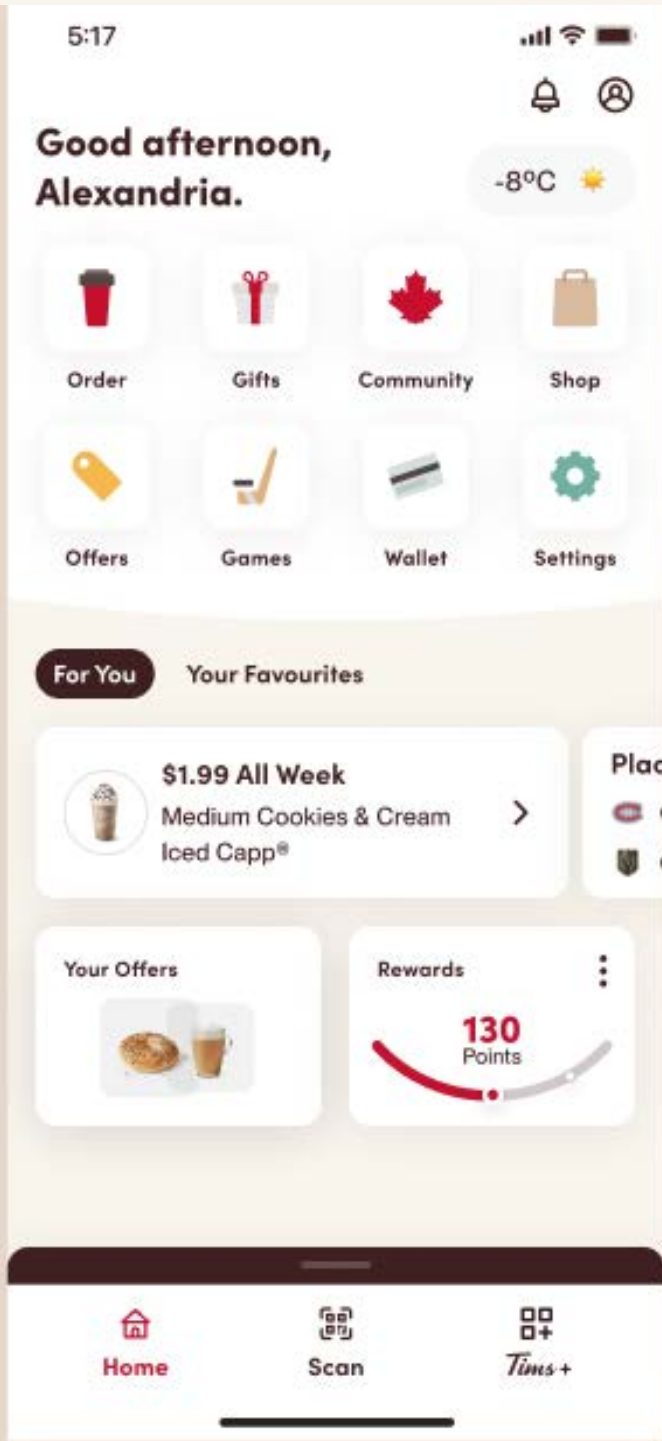 5:17
Good afternoon,
Alexandria.
-8°C
Order
Gifts
Community
Shop
Offers
Games
Wallet
Settings
For You
Your Favourites
$1.99 All Week
Medium Cookies & Cream
Iced Capp®
Your Offers
Rewards
130
Points
Home
Scan
Tims+